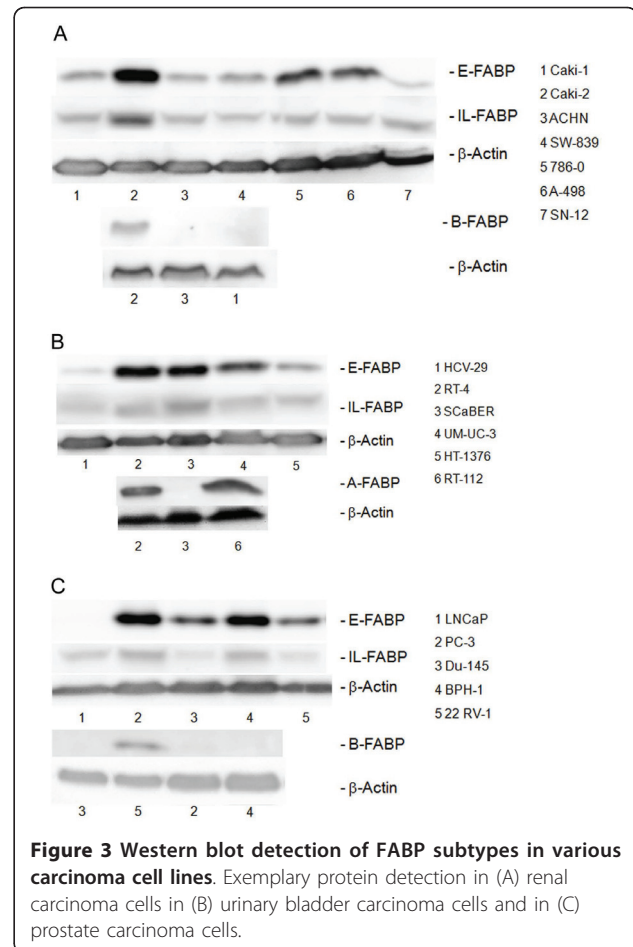 A
-E-FABP
-IL-FABP
-β-Actin
1 2 3 4 5 6 7
1 Caki-1
2 Caki-2
3 ACHN
4 SW-839
5 786-0
6 A-498
7 SN-12
-B-FABP
-β-Actin
2 3 1
B
-E-FABP
-IL-FABP
-β-Actin
1 2 3 4 5
1 HCV-29
2 RT-4
3 SCaBER
4 UM-UC-3
5 HT-1376
6 RT-112
-A-FABP
-β-Actin
2 3 6
C
-E-FABP
-IL-FABP
-β-Actin
1 2 3 4 5
1 LNCaP
2 PC-3
3 Du-145
4 BPH-1
5 22 RV-1
-B-FABP
-β-Actin
3 5 2 4
Figure 3 Western blot detection of FABP subtypes in various
carcinoma cell lines. Exemplary protein detection in (A) renal
carcinoma cells in (B) urinary bladder carcinoma cells and in (C)
prostate carcinoma cells.